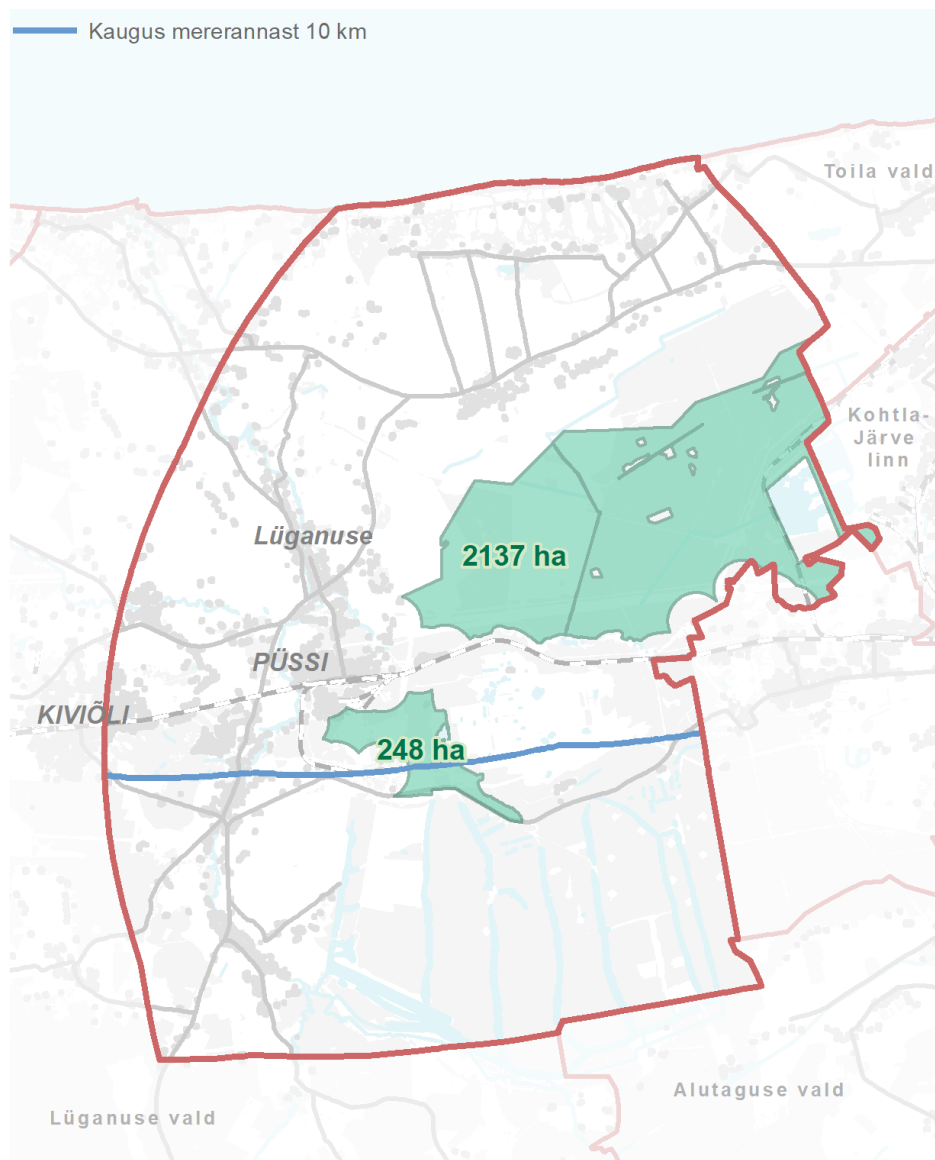 Kaugus mererannast 10 km
Toila vald
Kohtla-
Järve
linn
Lüganuse
2137 ha
PÜSSI
KIVIÕLI
248 ha
Alutaguse vald
Lüganuse vald